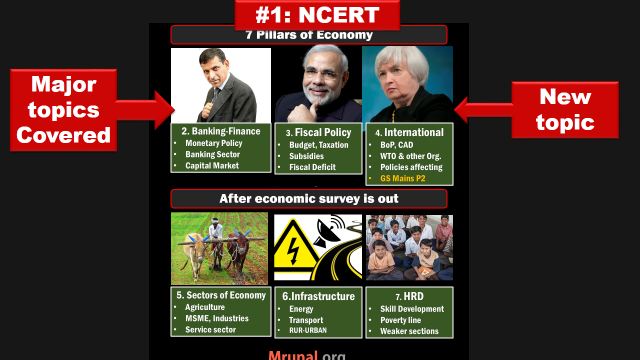 #1: NCERT
7 Pillars of Economy
Major
topics
Covered
New
topic
2. Banking-Finance
• Monetary Policy
• Banking Sector
• Capital Market
3. Fiscal Policy
• Budget, Taxation
• Subsidies
• Fiscal Deficit
4. International
• BoP, CAD
• WTO & other Org.
• Policies affecting
• GS Mains P2
After economic survey is out
5. Sectors of Economy
• Agriculture
• MSME, Industries
• Service sector
6.Infrastructure
• Energy
• Transport
• RUR-URBAN
7. HRD
• Skill Development
• Poverty line
• Weaker sections
Mrunal.org